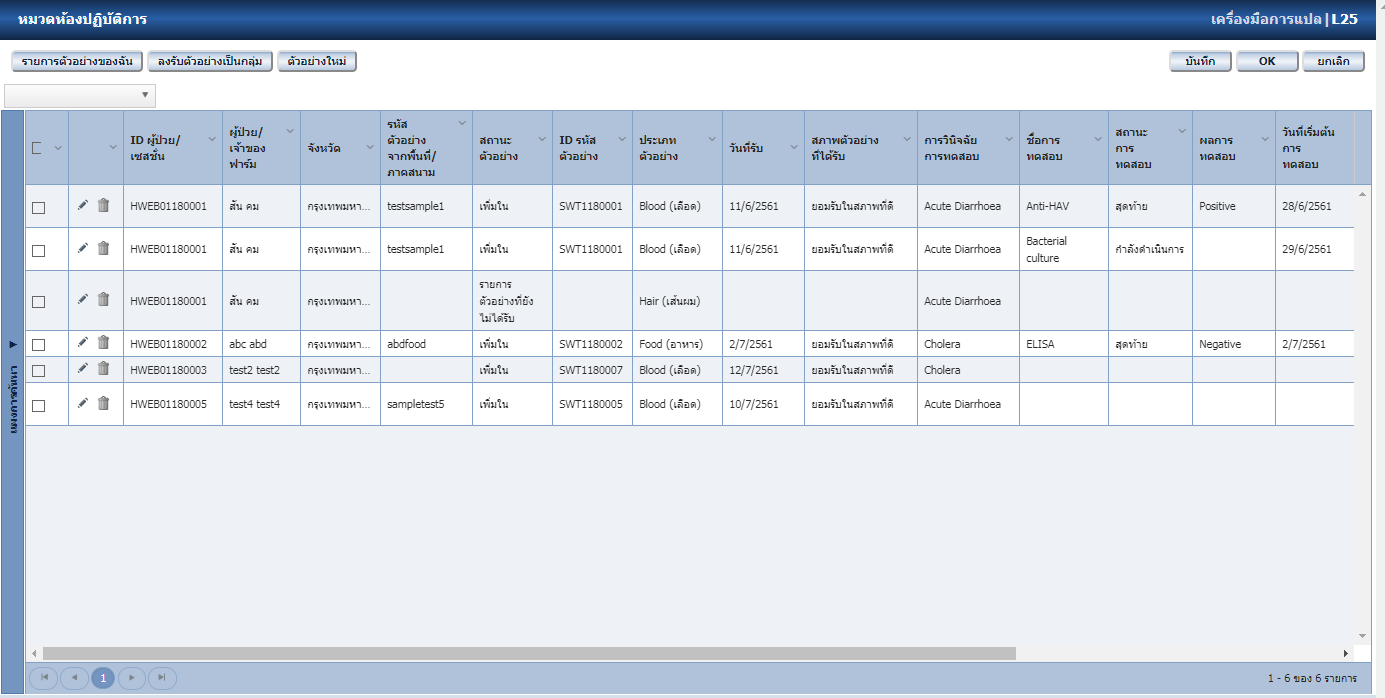 หมวดห้องปฏิบัติการ
เครื่องมือการแปล|L25
รายการตัวอย่างของฉัน ลงรับตัวอย่างเป็นกลุ่ม ตัวอย่างใหม่ บันทึก OK ยกเลิก
ID ผู้ป่วย/
เซสชั่น
ผู้ป่วย/
เจ้าของ
ฟาร์ม
จังหวัด
รหัส
ตัวอย่าง
จากพื้นที่/
ภาคสนาม
สถานะ
ตัวอย่าง
ID รหัส
ตัวอย่าง
ประเภท
ตัวอย่าง
วันที่รับ
สภาพตัวอย่าง
ที่ได้รับ
การวินิจฉัย
การทดสอบ
ชื่อการ
ทดสอบ
สถานะ
การ
ทดสอบ
ผลการ
ทดสอบ
วันที่เริ่มต้น
การ
ทดสอบ
HWEB01180001 สัน คม กรุงเทพมหา... testsample1 เพิ่มใน SWT1180001 Blood (เลือด) 11/6/2561 ยอมรับในสภาพที่ดี Acute Diarrhoea Anti-HAV สุดท้าย Positive 28/6/2561
HWEB01180001 สัน คม กรุงเทพมหา... testsample1 เพิ่มใน SWT1180001 Blood (เลือด) 11/6/2561 ยอมรับในสภาพที่ดี Acute Diarrhoea Bacterial
culture กำลังดำเนินการ 29/6/2561
HWEB01180001 สัน คม กรุงเทพมหา... รายการ
ตัวอย่างที่ยัง
ไม่ได้รับ Hair (เส้นผม) Acute Diarrhoea
HWEB01180002 abc abd กรุงเทพมหา... abdfood เพิ่มใน SWT1180002 Food (อาหาร) 2/7/2561 ยอมรับในสภาพที่ดี Cholera ELISA สุดท้าย Negative 2/7/2561
HWEB01180003 test2 test2 กรุงเทพมหา... เพิ่มใน SWT1180007 Blood (เลือด) 12/7/2561 ยอมรับในสภาพที่ดี Cholera
HWEB01180005 test4 test4 กรุงเทพมหา... sampletest5 เพิ่มใน SWT1180005 Blood (เลือด) 10/7/2561 ยอมรับในสภาพที่ดี Acute Diarrhoea
1
1 - 6 ของ 6 รายการ